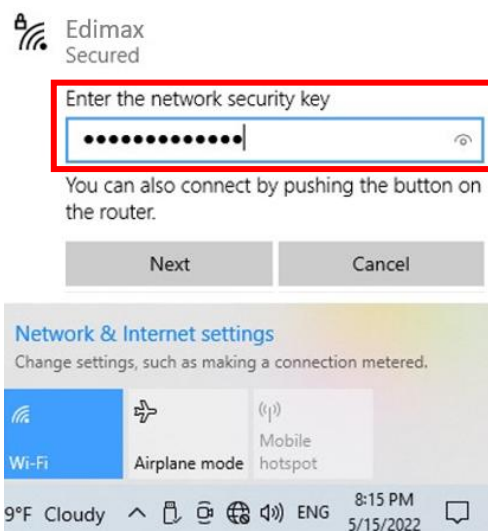 Edimax
Secured
Enter the network security key
●●●●●●●●●●●●●
You can also connect by pushing the button on
the router.
Next Cancel
Network & Internet settings
Change settings, such as making a connection metered.
Wi-Fi Airplane mode Mobile
hotspot
9°F Cloudy ENG 8:15 PM
5/15/2022